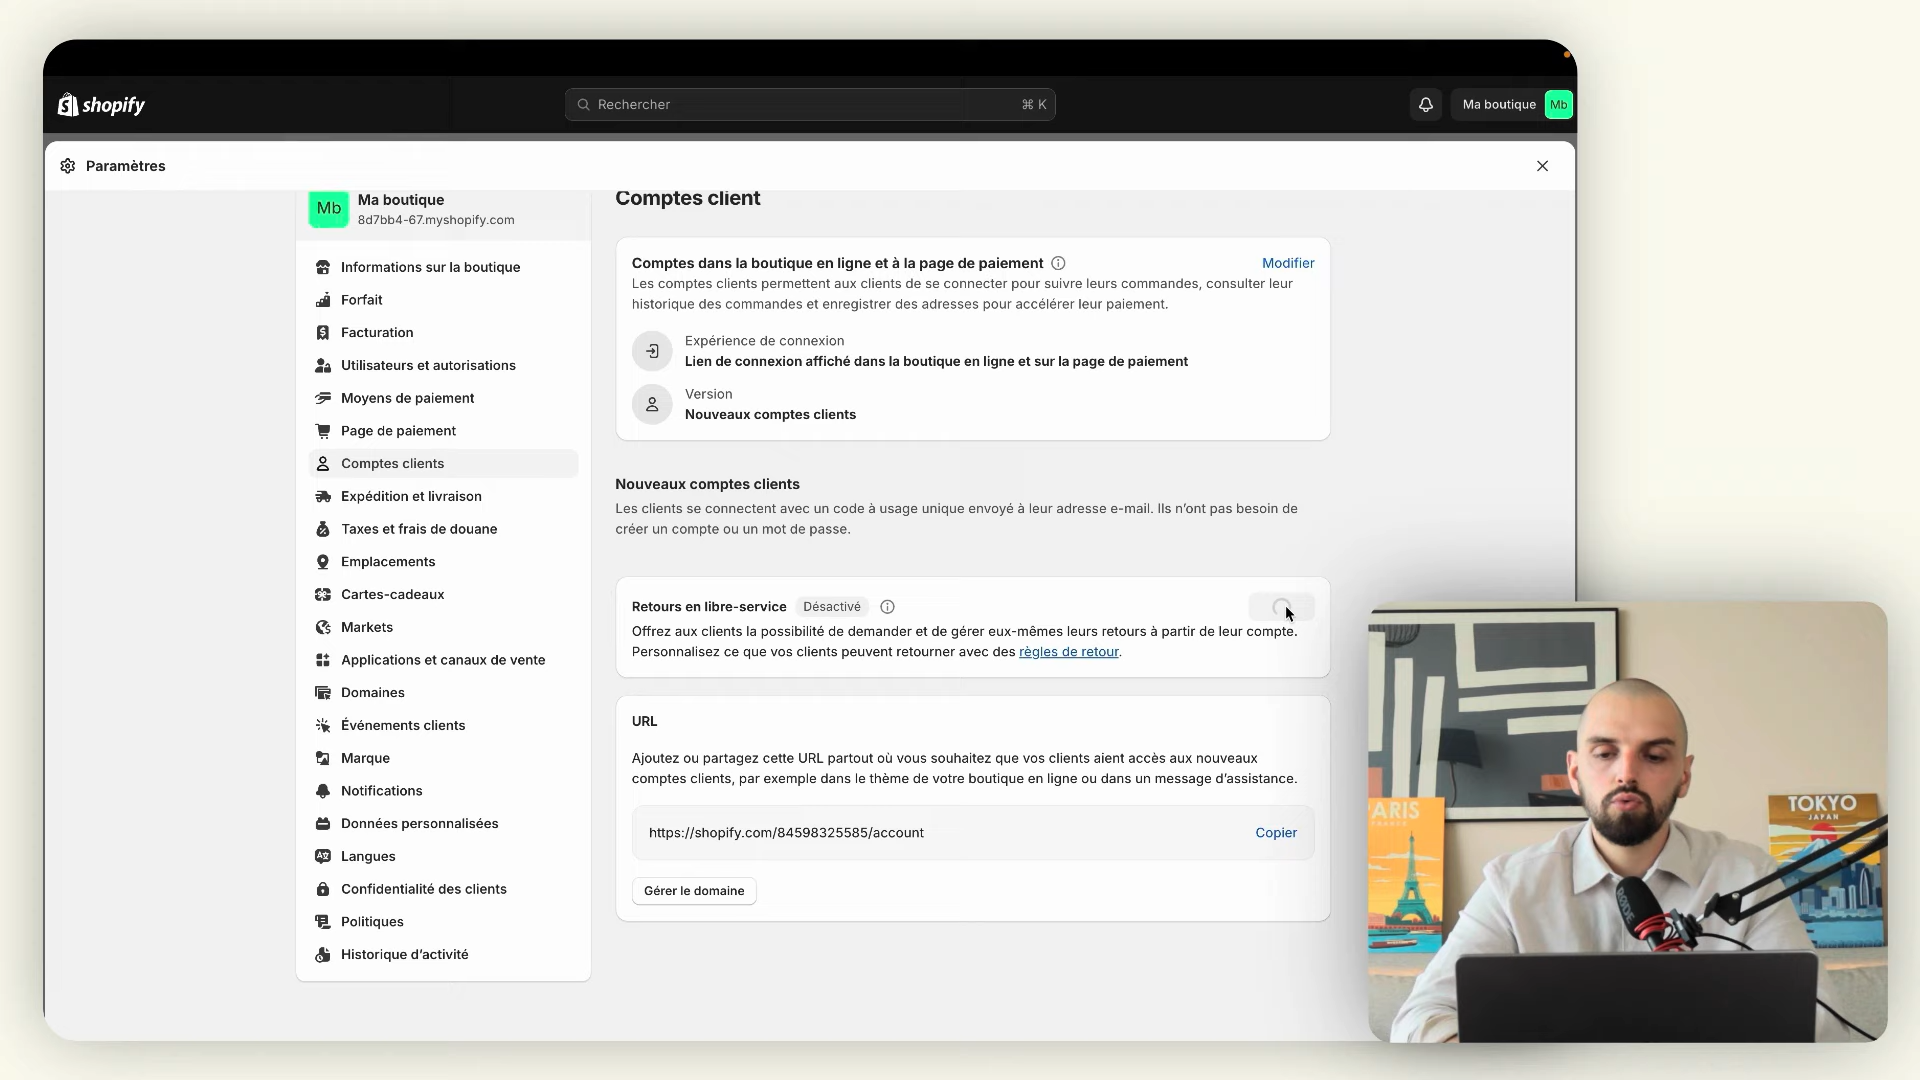 shopify
Rechercher
⌘ K
Ma boutique
Mb
Paramètres
Mb
Ma boutique
8d7bb4-67.myshopify.com
Informations sur la boutique
Forfait
Facturation
Utilisateurs et autorisations
Moyens de paiement
Page de paiement
Comptes clients
Expédition et livraison
Taxes et frais de douane
Emplacements
Cartes-cadeaux
Markets
Applications et canaux de vente
Domaines
Événements clients
Marque
Notifications
Données personnalisées
Langues
Confidentialité des clients
Politiques
Historique d’activité
Comptes client
Comptes dans la boutique en ligne et à la page de paiement
Modifier
Les comptes clients permettent aux clients de se connecter pour suivre leurs commandes, consulter leur
historique des commandes et enregistrer des adresses pour accélérer leur paiement.
Expérience de connexion
Lien de connexion affiché dans la boutique en ligne et sur la page de paiement
Version
Nouveaux comptes clients
Nouveaux comptes clients
Les clients se connectent avec un code à usage unique envoyé à leur adresse e-mail. Ils n’ont pas besoin de
créer un compte ou un mot de passe.
Retours en libre-service
Désactivé
Offrez aux clients la possibilité de demander et de gérer eux-mêmes leurs retours à partir de leur compte.
Personnalisez ce que vos clients peuvent retourner avec des règles de retour.
URL
Ajoutez ou partagez cette URL partout où vous souhaitez que vos clients aient accès aux nouveaux
comptes clients, par exemple dans le thème de votre boutique en ligne ou dans un message d’assistance.
https://shopify.com/84598325585/account
Copier
Gérer le domaine
ARIS
TOKYO
JAPAN
RØDE